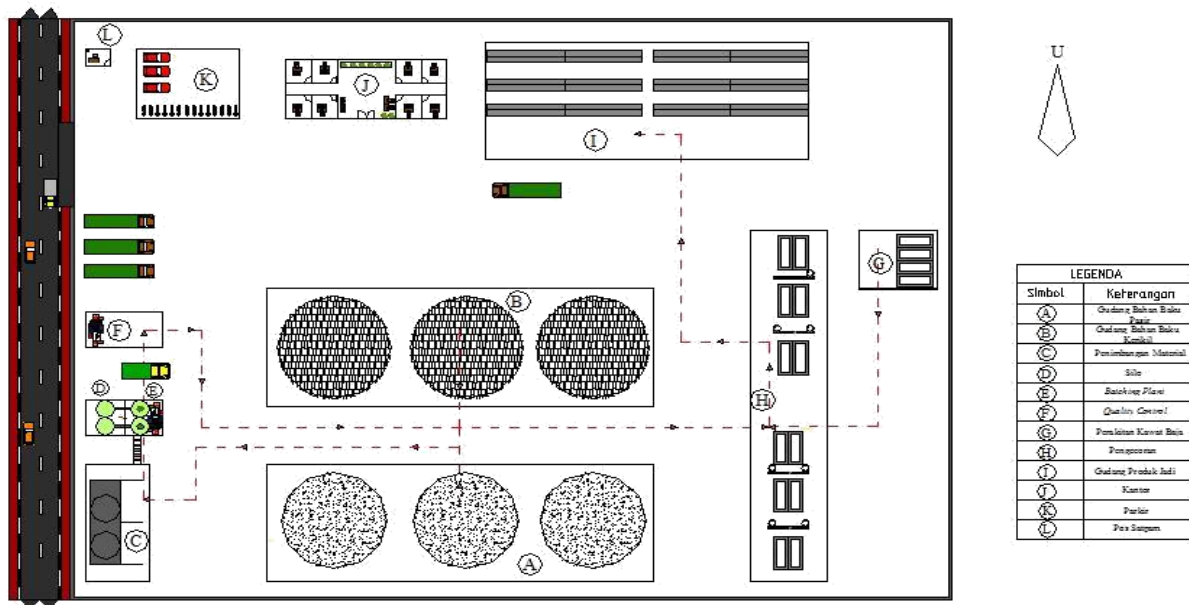 L
K
J
I
U
G
B
F
D
E
H
C
A
LEGENDA
Simbol Keterangan
A Gudang Bahan Baku
Pasir
B Gudang Bahan Baku
Kerikil
C Penimbangan Material
D Silo
E Batching Plant
F Quality Control
G Perakitan Kawat Baja
H Pengecoran
I Gudang Produk Jadi
J Kantor
K Parkir
L Pos Satpam